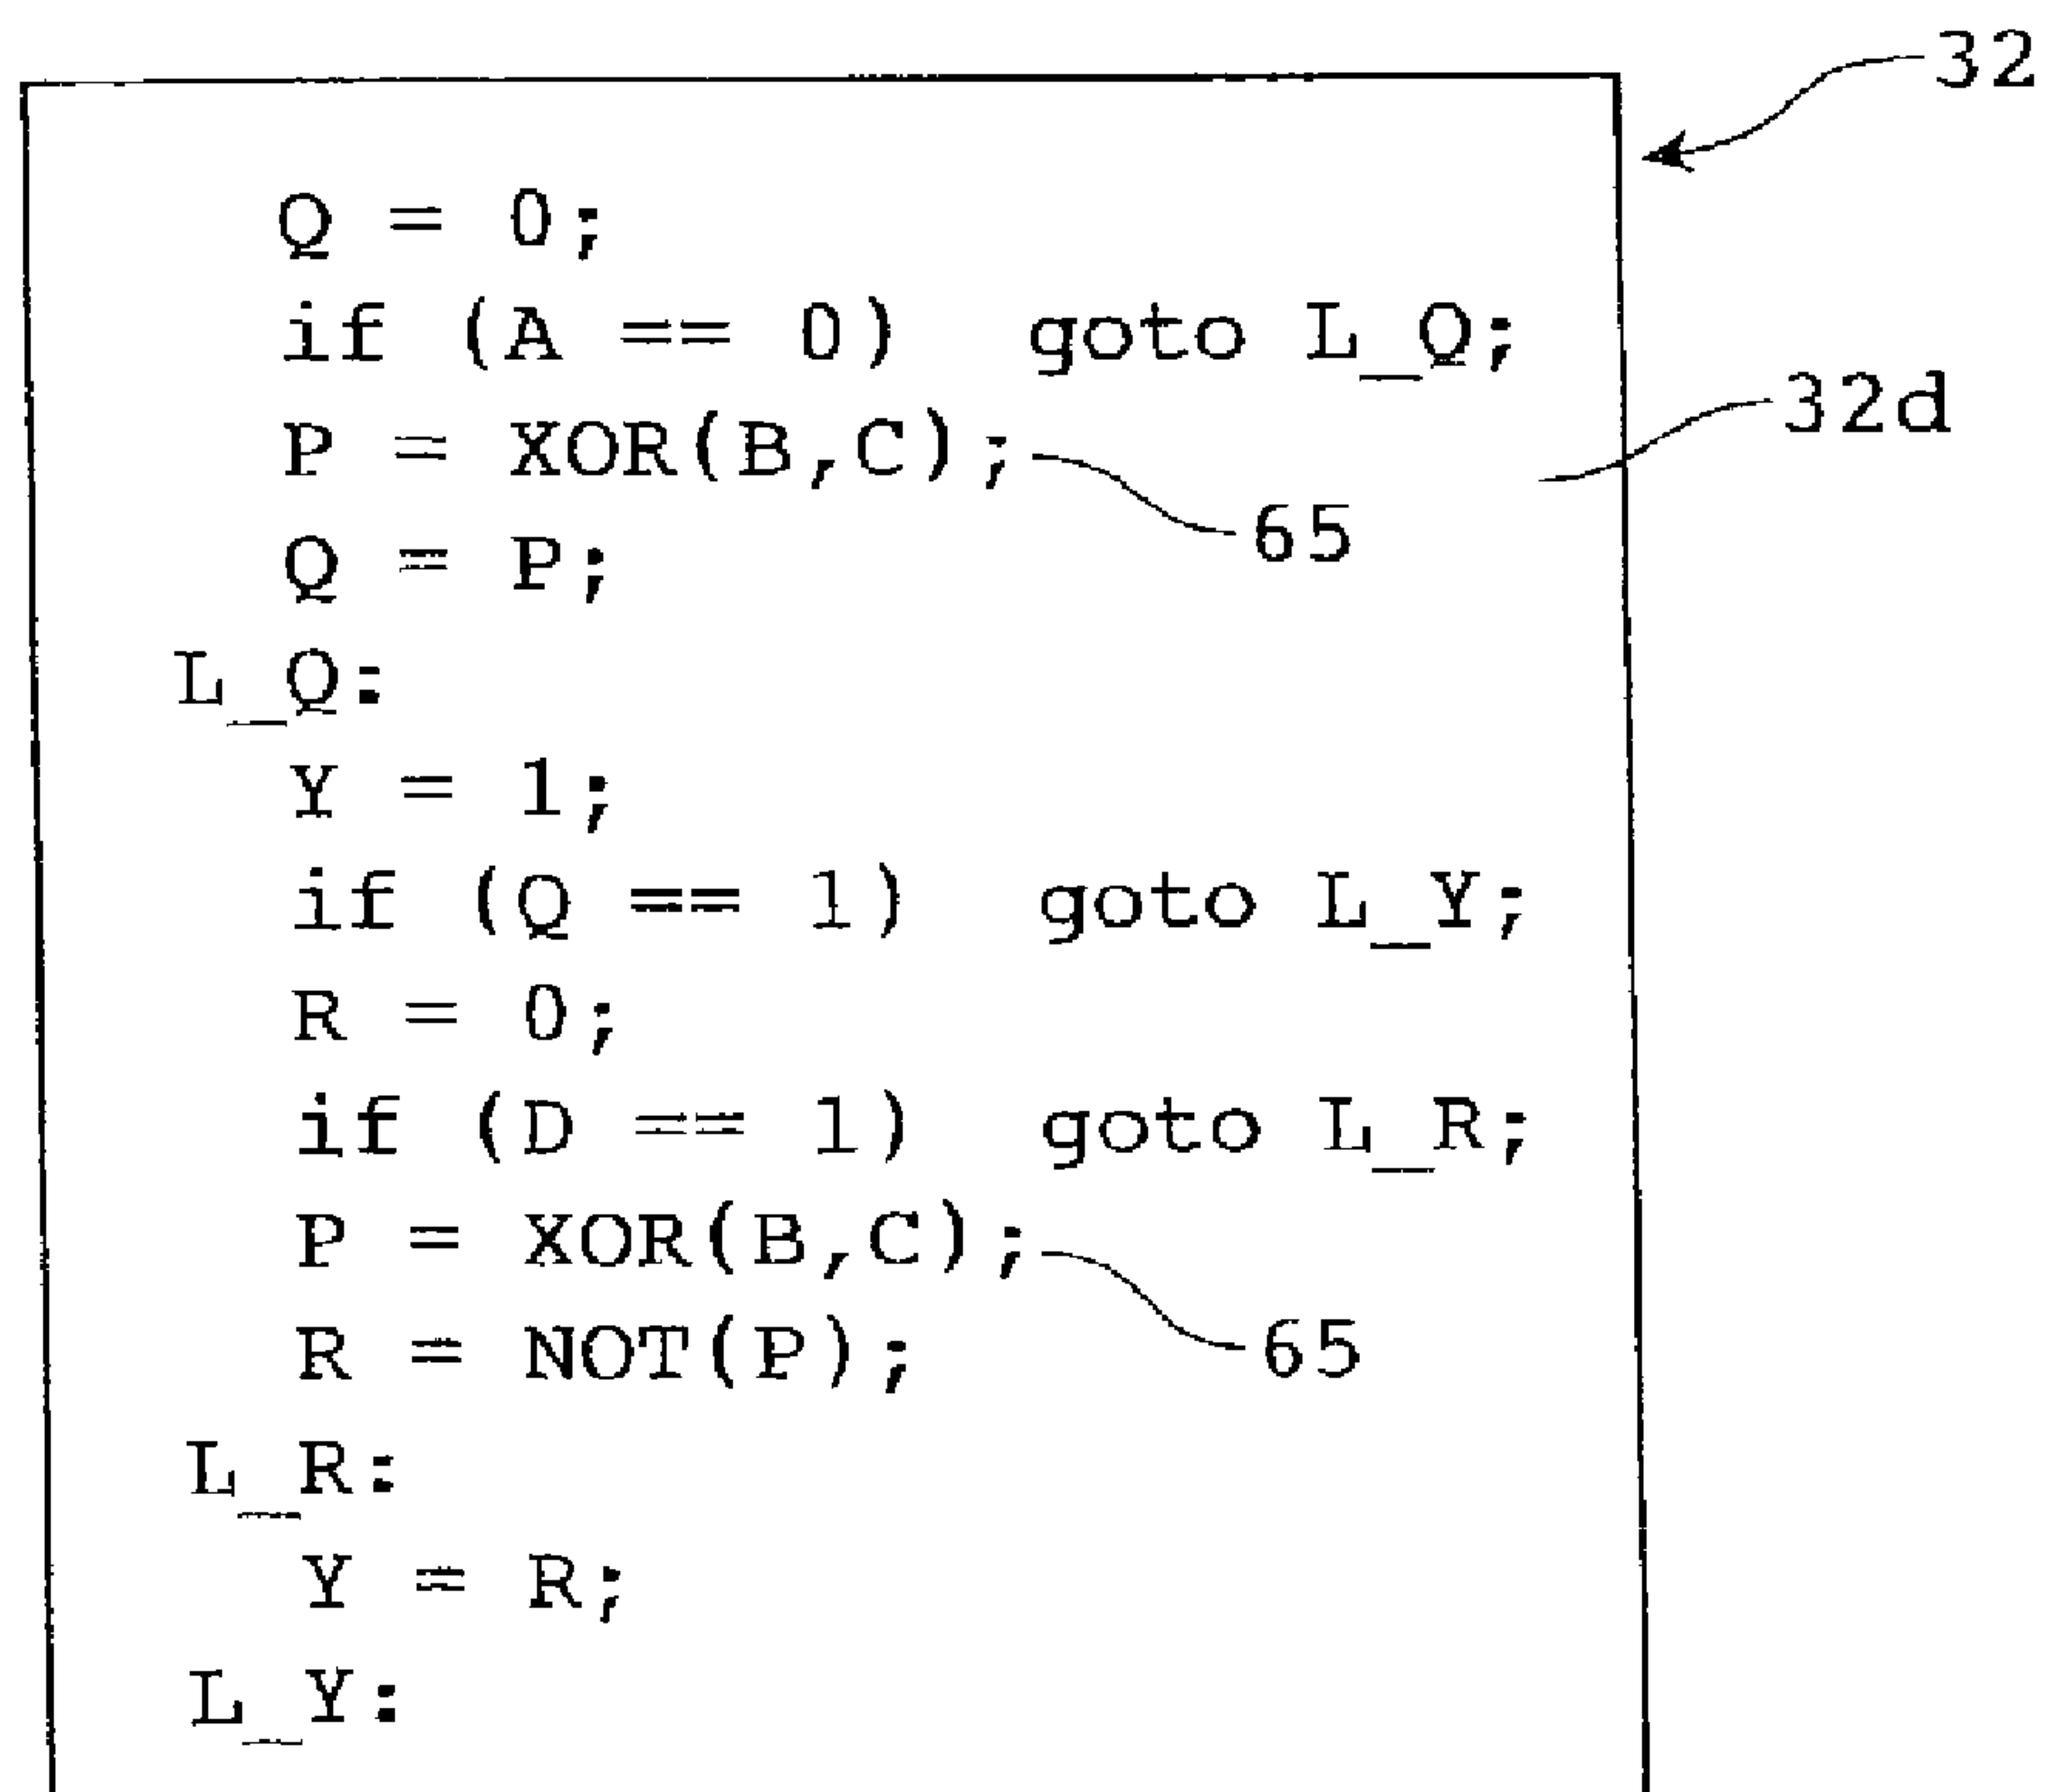 32
Q = 0;
if (A == 0) goto L_Q;
32d
P = XOR(B,C);
65
Q = P;
L_Q:
Y = 1;
if (Q == 1) goto L_Y;
R = 0;
if (D == 1) goto L_R;
P = XOR(B,C);
65
R = NOT(P);
L_R:
Y = R;
L_Y: